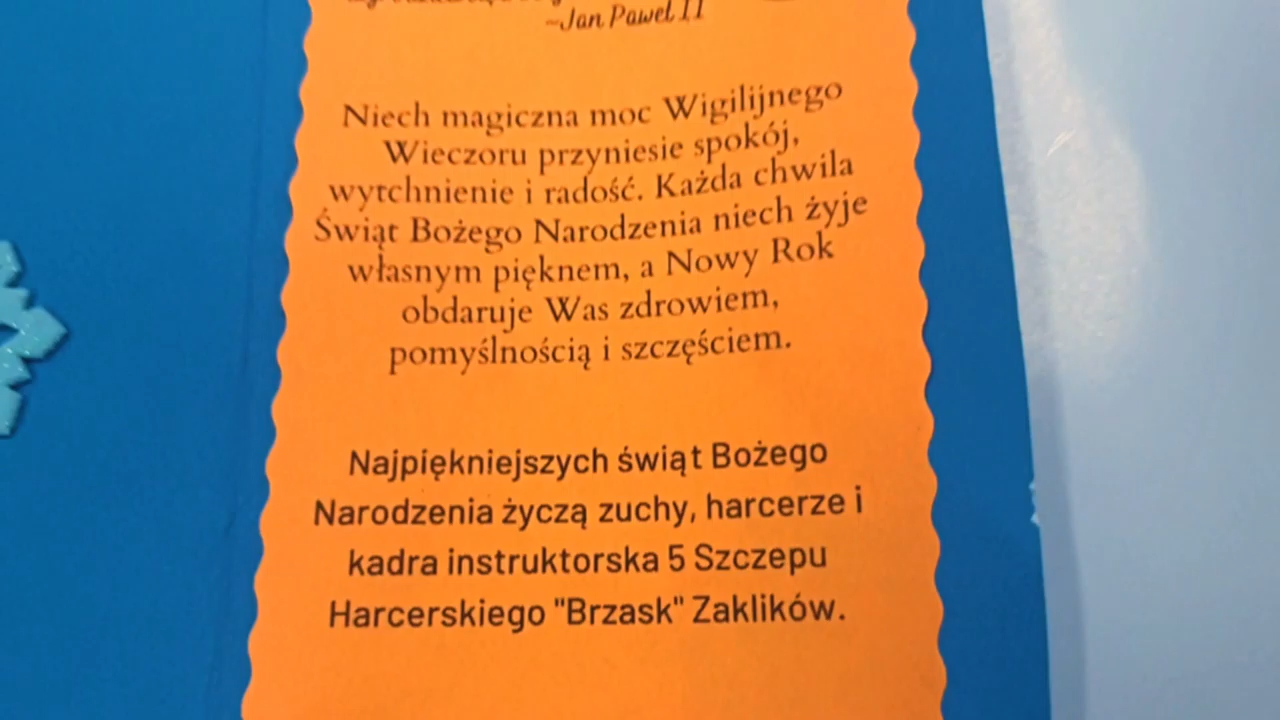 ~Jan Paweł II
Niech magiczna moc Wigilijnego
Wieczoru przyniesie spokój,
wytchnienie i radość. Każda chwila
Świąt Bożego Narodzenia niech żyje
własnym pięknem, a Nowy Rok
obdaruje Was zdrowiem,
pomyślnością i szczęściem.
Najpiękniejszych świąt Bożego
Narodzenia życzą zuchy, harcerze i
kadra instruktorska 5 Szczepu
Harcerskiego "Brzask" Zaklików.